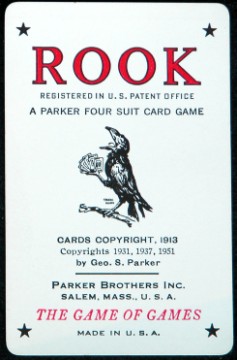 ROOK
REGISTERED IN U.S. PATENT OFFICE
A PARKER FOUR SUIT CARD GAME
CARDS COPYRIGHT, 1913
Copyrights 1931, 1937, 1951
by Geo. S. Parker
PARKER BROTHERS INC.
SALEM, MASS., U. S. A.
THE GAME OF GAMES
MADE IN U. S. A.